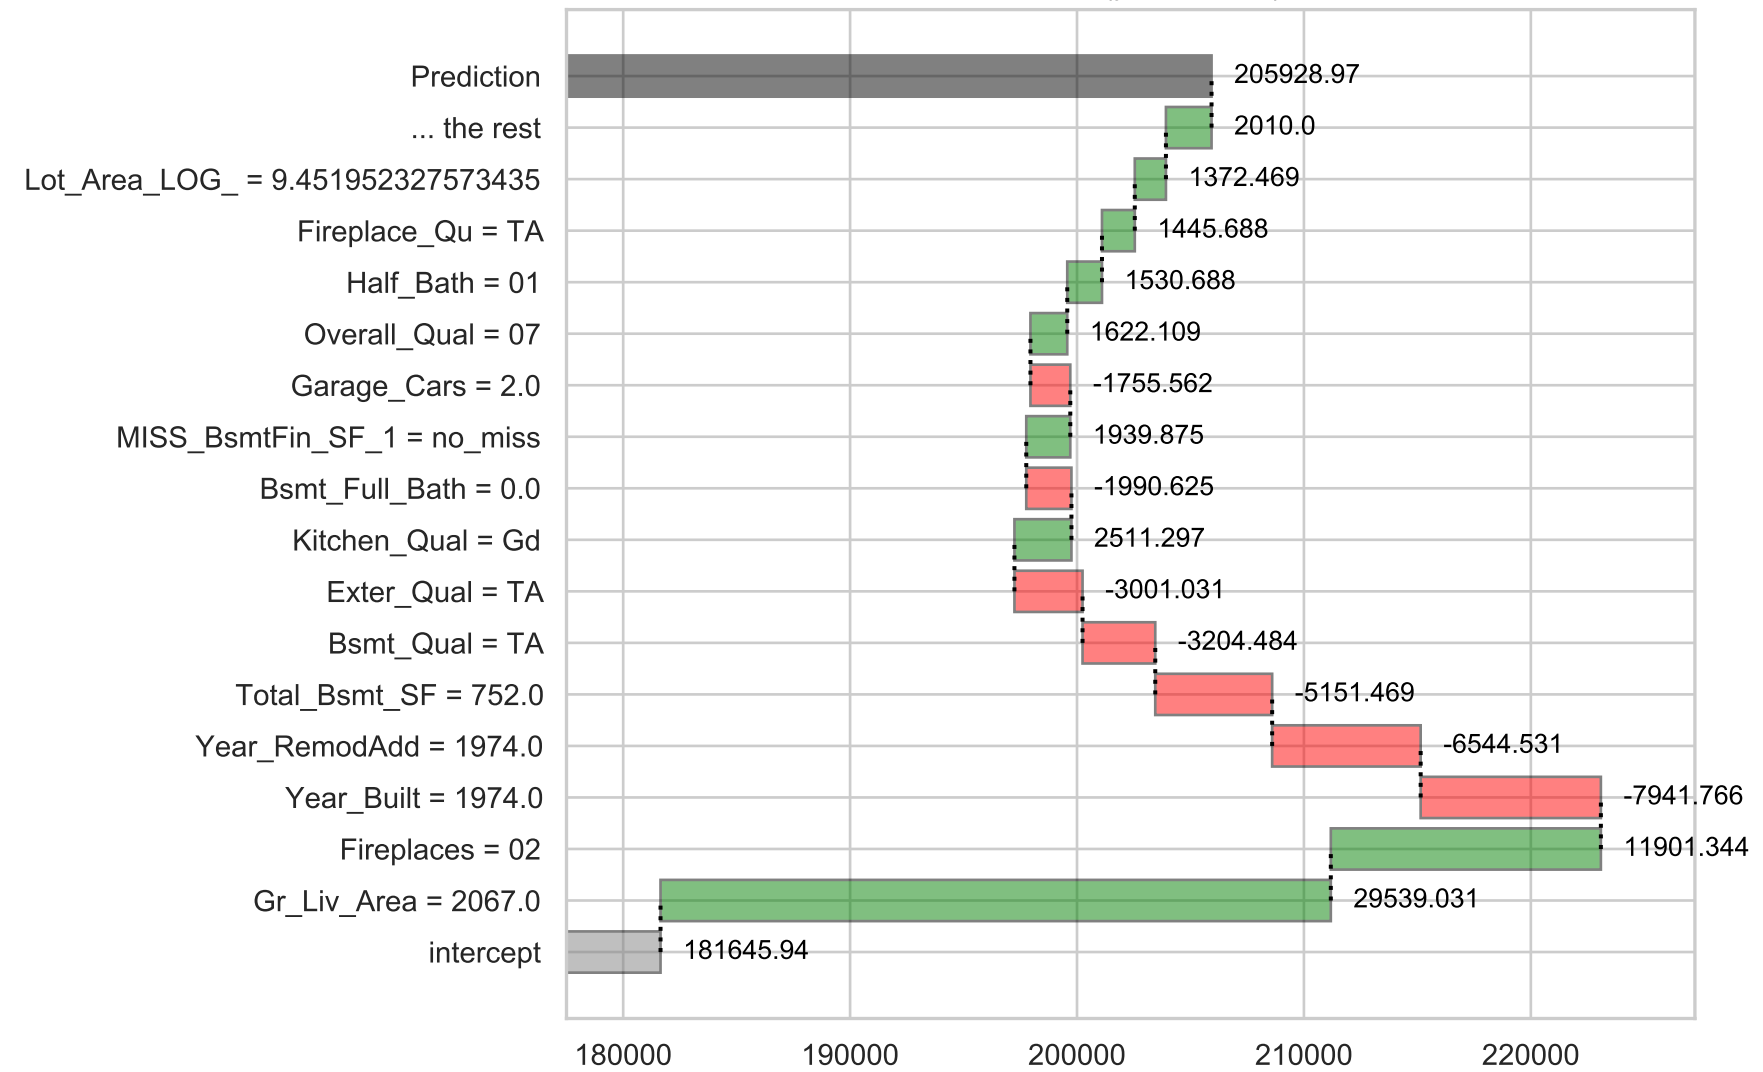 Prediction 205928.97
... the rest 2010.0
Lot_Area_LOG_ = 9.451952327573435 1372.469
Fireplace_Qu = TA 1445.688
Half_Bath = 01 1530.688
Overall_Qual = 07 1622.109
Garage_Cars = 2.0 -1755.562
MISS_BsmtFin_SF_1 = no_miss 1939.875
Bsmt_Full_Bath = 0.0 -1990.625
Kitchen_Qual = Gd 2511.297
Exter_Qual = TA -3001.031
Bsmt_Qual = TA -3204.484
Total_Bsmt_SF = 752.0 -5151.469
Year_RemodAdd = 1974.0 -6544.531
Year_Built = 1974.0 -7941.766
Fireplaces = 02 11901.344
Gr_Liv_Area = 2067.0 29539.031
intercept 181645.94
180000 190000 200000 210000 220000